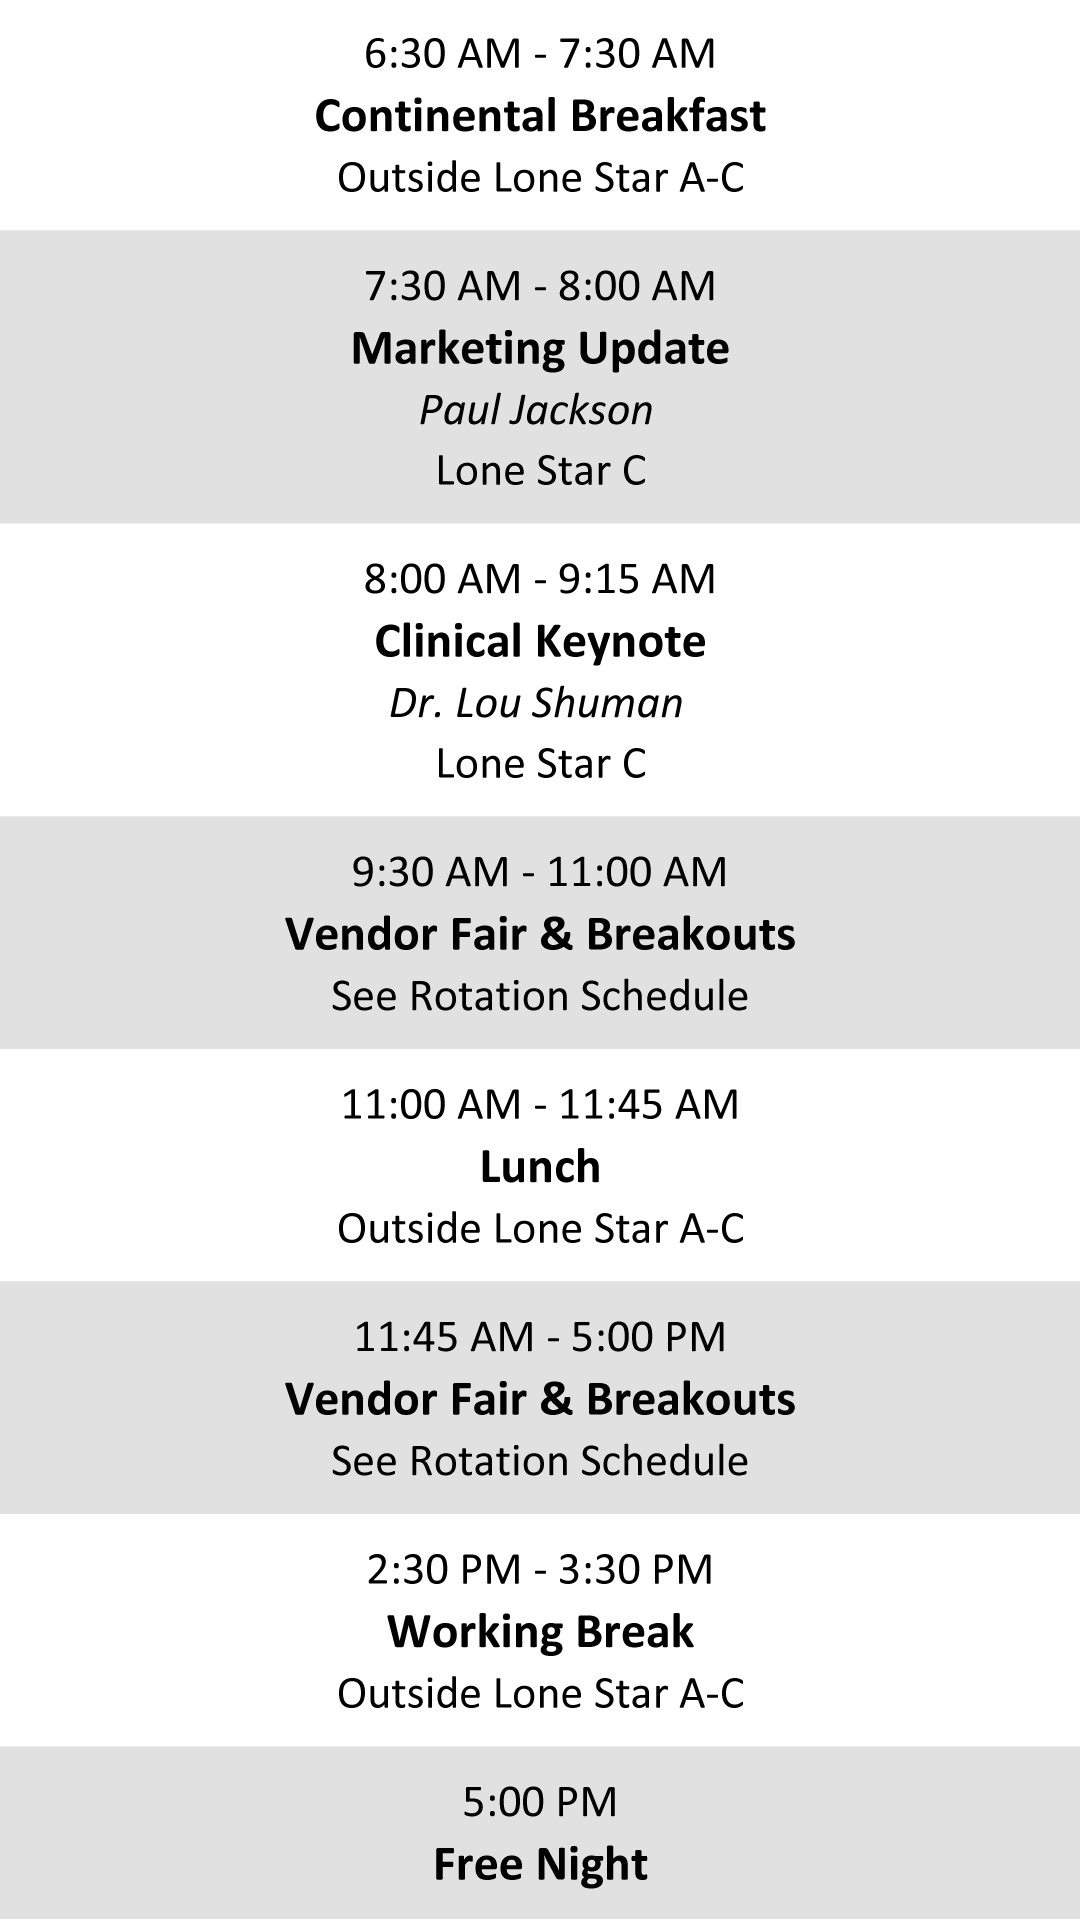 6:30 AM - 7:30 AM
Continental Breakfast
Outside Lone Star A-C
7:30 AM - 8:00 AM
Marketing Update
Paul Jackson
Lone Star C
8:00 AM - 9:15 AM
Clinical Keynote
Dr. Lou Shuman
Lone Star C
9:30 AM - 11:00 AM
Vendor Fair & Breakouts
See Rotation Schedule
11:00 AM - 11:45 AM
Lunch
Outside Lone Star A-C
11:45 AM - 5:00 PM
Vendor Fair & Breakouts
See Rotation Schedule
2:30 PM - 3:30 PM
Working Break
Outside Lone Star A-C
5:00 PM
Free Night